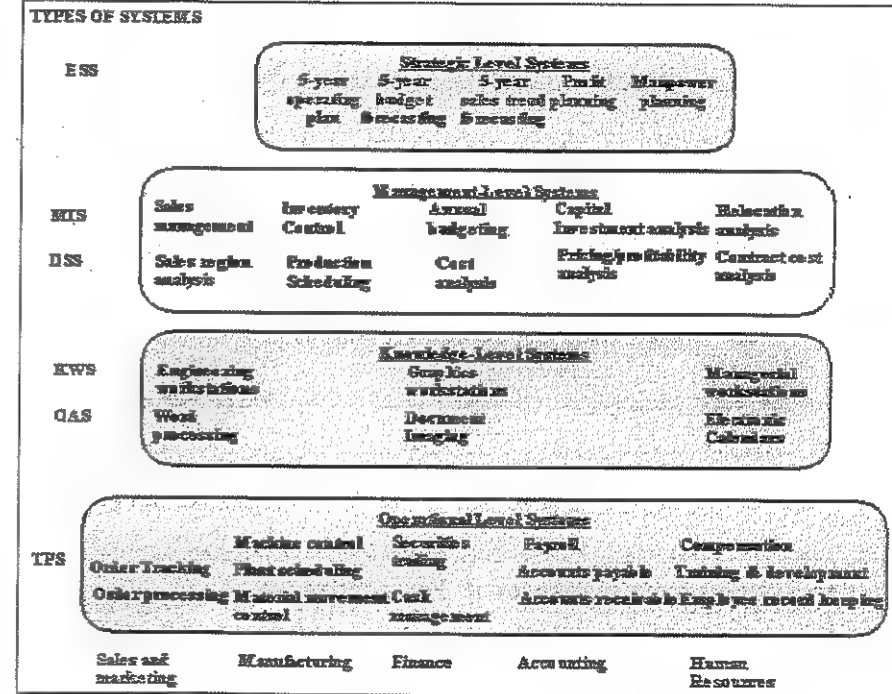 TYPES OF SYSTEMS
ESS
Strategic Level Systems
5-year 5-year 5-year Profit Manpower
operating budget sales trend planning planning
plan forecasting forecasting
Management-Level Systems
MIS
Sales Inventory Annual Capital Relocation
management Control budgeting Investment analysis analysis
DSS
Sales region Production Cost Pricing/profitability Contract cost
analysis Scheduling analysis analysis analysis
Knowledge-Level Systems
KWS
Engineering Graphics Managerial
workstations workstations workstations
OAS
Word Document Electronic
processing Imaging Calendars
Operational Level Systems
TPS
Machine control Securities Payroll Compensation
trading
Order Tracking Plant scheduling Accounts payable Training & development
Order processing Material movement Cash Accounts receivable Employee record keeping
control management
Sales and Manufacturing Finance Accounting Human
marketing Resources